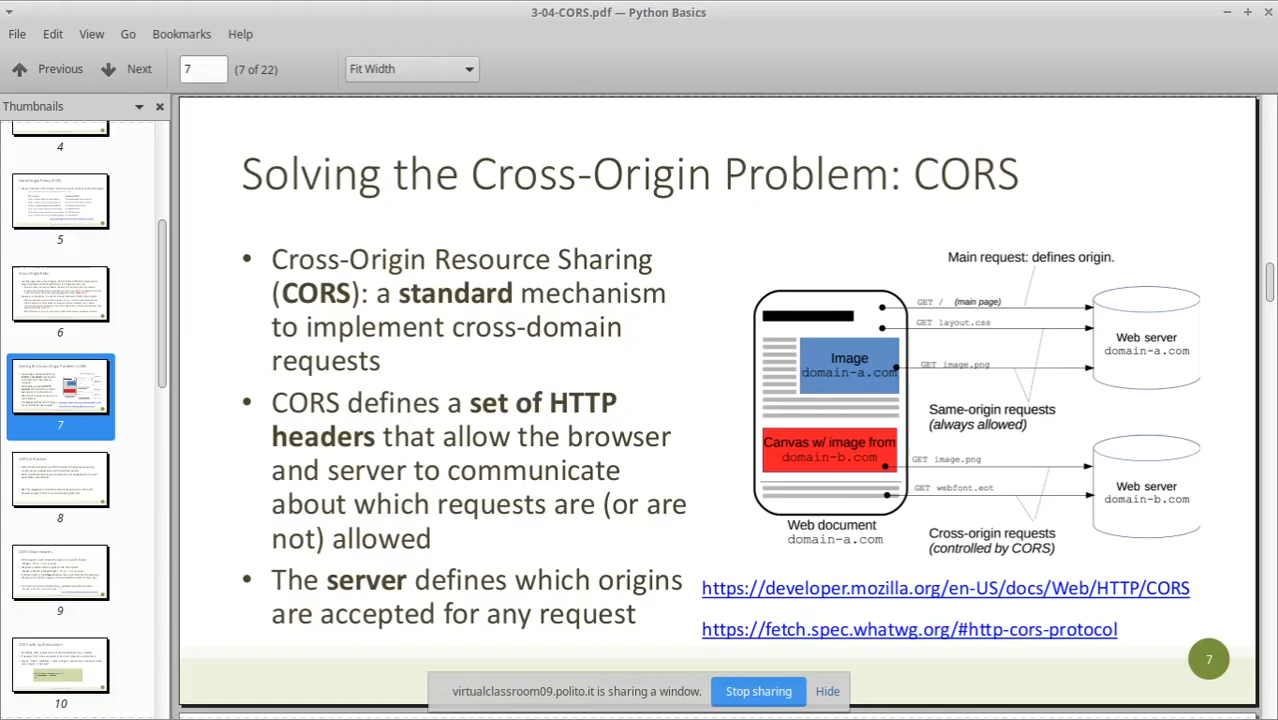 3-04-CORS.pdf — Python Basics
File Edit View Go Bookmarks Help
Previous Next 7 (7 of 22) Fit Width
Thumbnails
4
5
6
7
8
9
10
Solving the Cross-Origin Problem: CORS
• Cross-Origin Resource Sharing
(CORS): a standard mechanism
to implement cross-domain
requests
• CORS defines a set of HTTP
headers that allow the browser
and server to communicate
about which requests are (or are
not) allowed
• The server defines which origins
are accepted for any request
Main request: defines origin.
GET / (main page)
GET layout.css
Image
domain-a.com
GET image.png
Web server
domain-a.com
Same-origin requests
(always allowed)
Canvas w/ image from
domain-b.com
GET image.png
GET webfont.eot
Web server
domain-b.com
Web document
domain-a.com
Cross-origin requests
(controlled by CORS)
https://developer.mozilla.org/en-US/docs/Web/HTTP/CORS
https://fetch.spec.whatwg.org/#http-cors-protocol
7
virtualclassroom09.polito.it is sharing a window. Stop sharing Hide